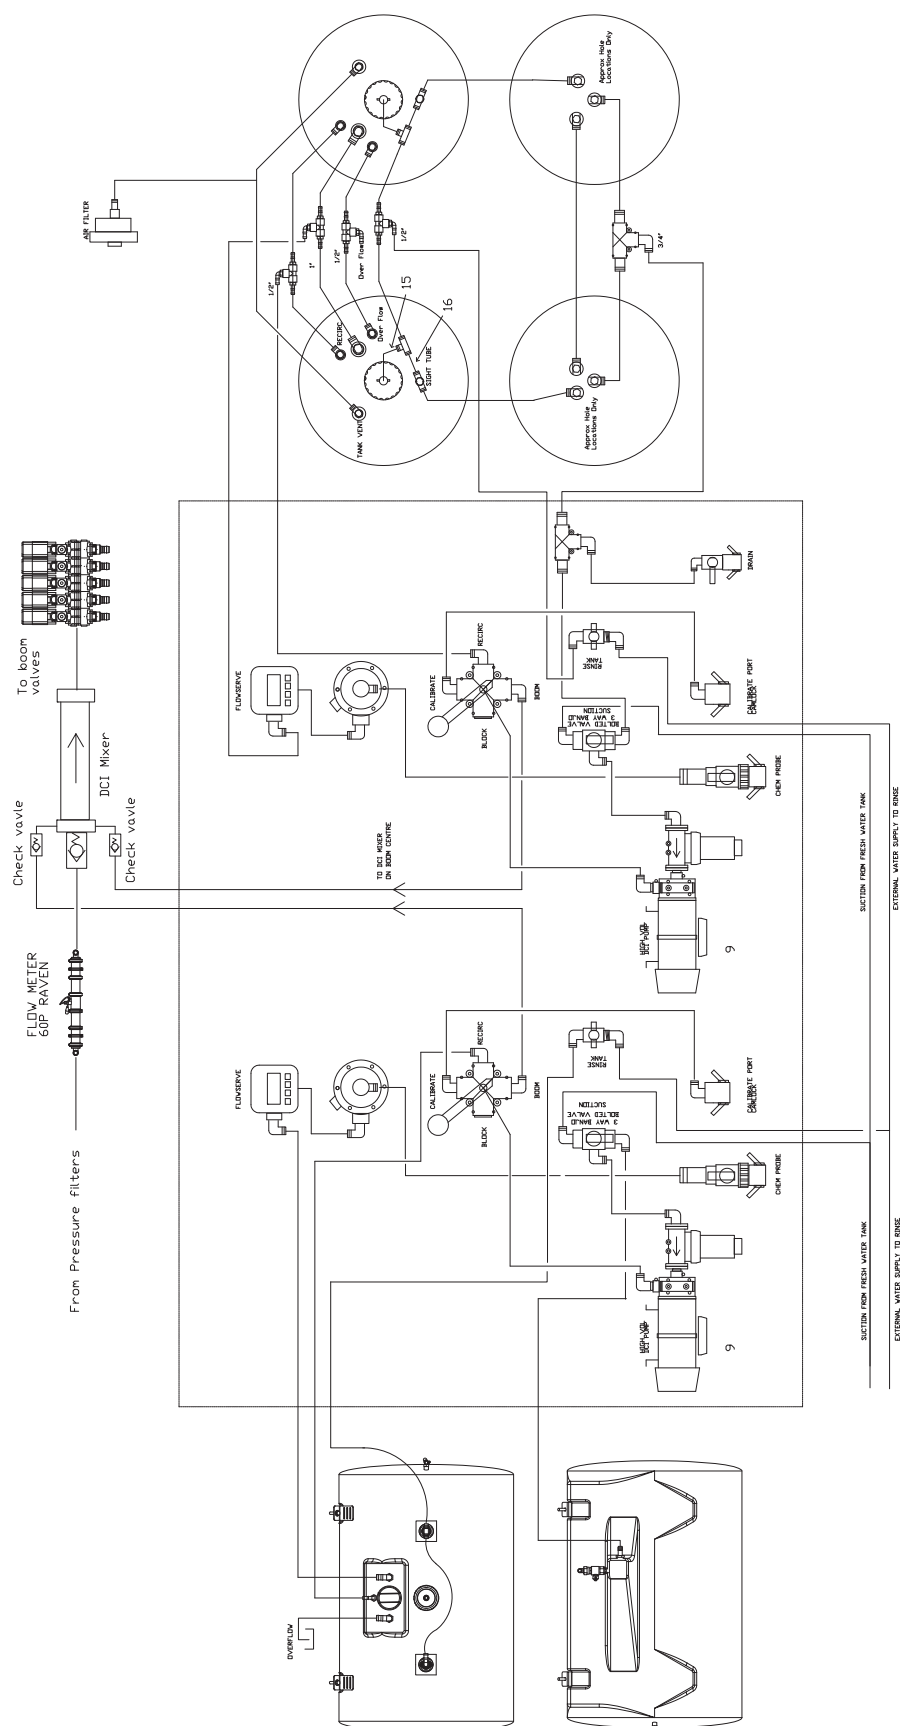 AIR FILTER
Approx Hole
Locations Only
1/2"
1"
1/2"
Over Flow
1/2"
3/4"
15
16
RECIRC
Over Flow
SIGHT TUBE
TANK VENT
Approx Hole
Locations Only
To boom
valves
DCI Mixer
Check vavle
Check vavle
FLOW METER
60P RAVEN
From Pressure filters
TO DCI MIXER
ON BOOM CENTRE
FLOWSERVE
CALIBRATE
RECIRC
BLOCK
BOOM
RINSE
TANK
SUCTION
3 WAY BANJO
BOLTED VALVE
DRAIN
CALIBRATE PORT
CAMLOCK
CHEM PROBE
HIGH VOL
DCI PUMP
9
SUCTION FROM FRESH WATER TANK
EXTERNAL WATER SUPPLY TO RINSE
FLOWSERVE
CALIBRATE
RECIRC
BLOCK
BOOM
RINSE
TANK
SUCTION
3 WAY BANJO
BOLTED VALVE
CALIBRATE PORT
CAMLOCK
CHEM PROBE
HIGH VOL
DCI PUMP
9
SUCTION FROM FRESH WATER TANK
EXTERNAL WATER SUPPLY TO RINSE
OVERFLOW